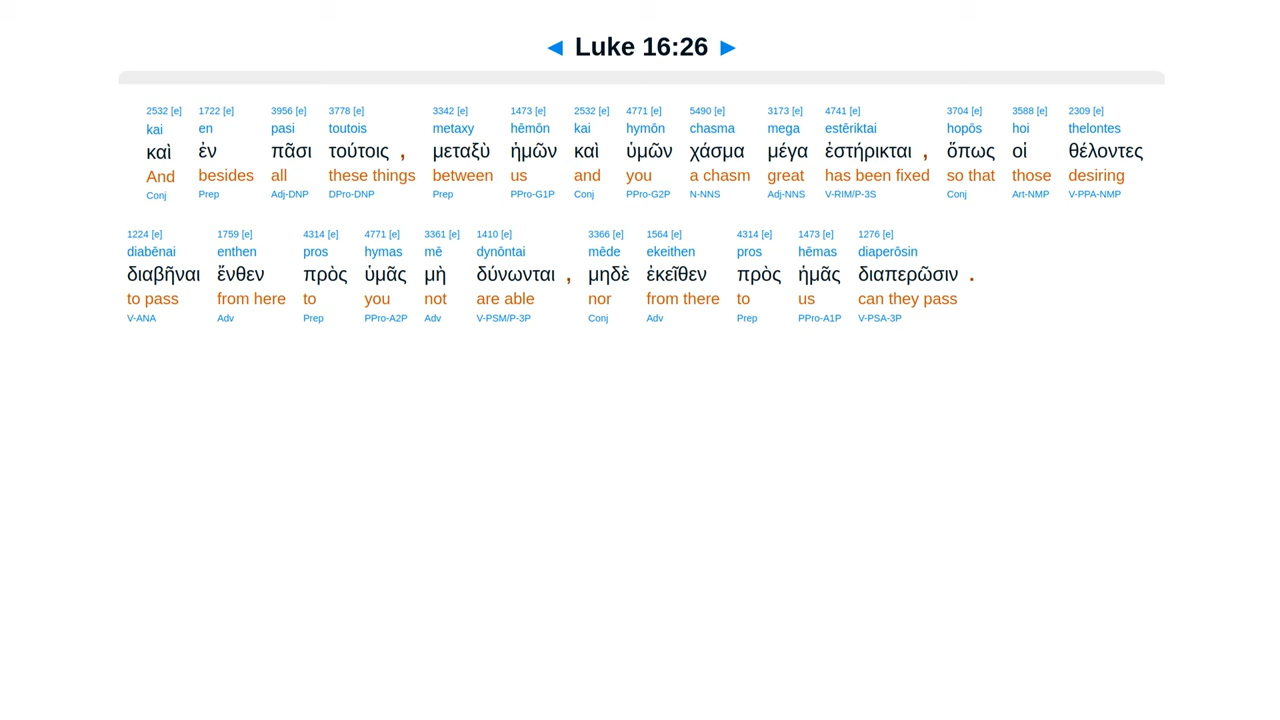 ◄ Luke 16:26 ►
2532 [e] 1722 [e] 3956 [e] 3778 [e] 3342 [e] 1473 [e] 2532 [e] 4771 [e] 5490 [e] 3173 [e] 4741 [e] 3704 [e] 3588 [e] 2309 [e]
kai en pasi toutois metaxy hēmōn kai hymōn chasma mega estēriktai hopōs hoi thelontes
καὶ ἐν πᾶσι τούτοις , μεταξὺ ἡμῶν καὶ ὑμῶν χάσμα μέγα ἐστήρικται , ὅπως οἱ θέλοντες
And besides all these things between us and you a chasm great has been fixed so that those desiring
Conj Prep Adj-DNP DPro-DNP Prep PPro-G1P Conj PPro-G2P N-NNS Adj-NNS V-RIM/P-3S Conj Art-NMP V-PPA-NMP
1224 [e] 1759 [e] 4314 [e] 4771 [e] 3361 [e] 1410 [e] 3366 [e] 1564 [e] 4314 [e] 1473 [e] 1276 [e]
diabēnai enthen pros hymas mē dynōntai mēde ekeithen pros hēmas diaperōsin
διαβῆναι ἔνθεν πρὸς ὑμᾶς μὴ δύνωνται , μηδὲ ἐκεῖθεν πρὸς ἡμᾶς διαπερῶσιν .
to pass from here to you not are able nor from there to us can they pass
V-ANA Adv Prep PPro-A2P Adv V-PSM/P-3P Conj Adv Prep PPro-A1P V-PSA-3P